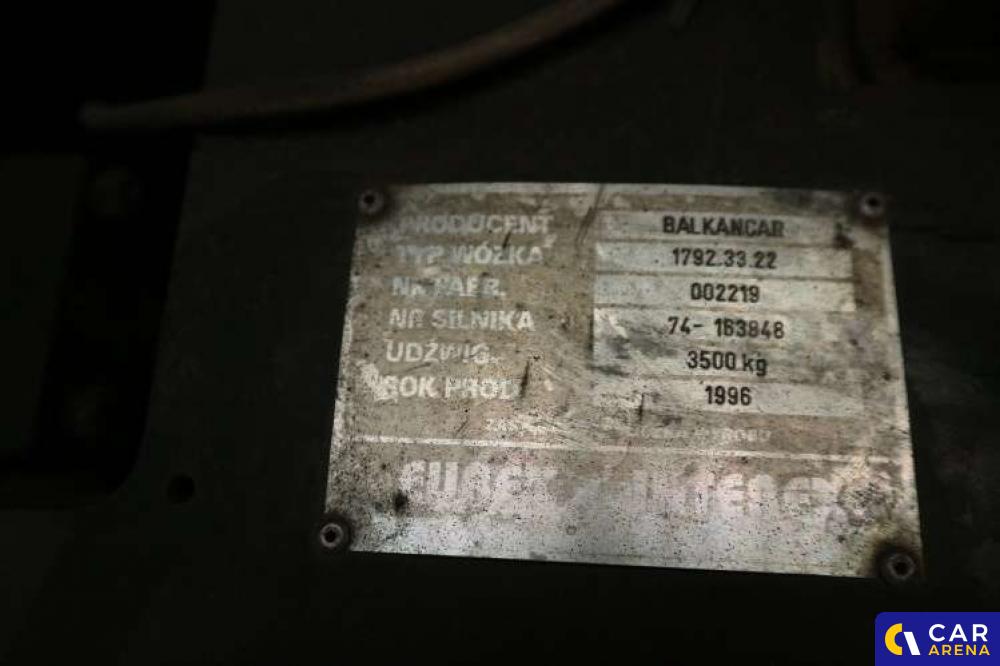 PRODUCENT BALKANCAR
TYP WÓZKA 1792.33.22
NR FABR. 002219
NR SILNIKA 74-163848
UDŹWIG. 3500 kg
ROK PROD. 1996
CAR
ARENA